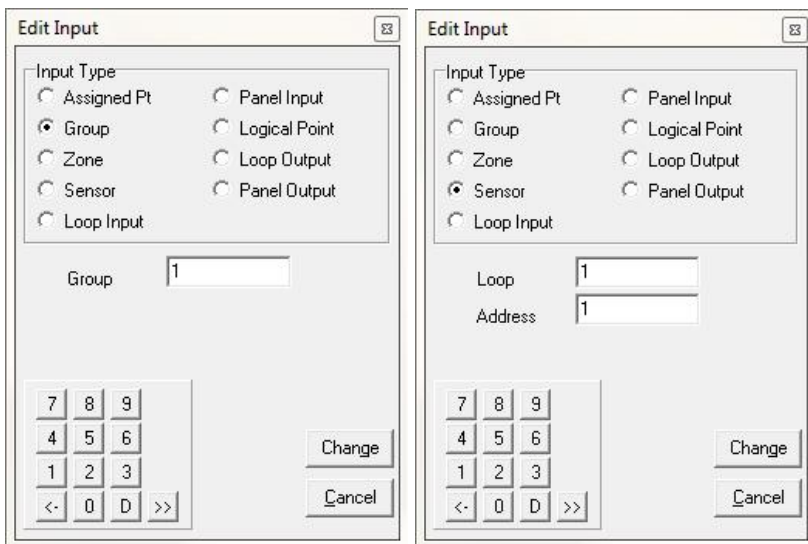 Edit Input
Input Type
Assigned Pt Panel Input
Group Logical Point
Zone Loop Output
Sensor Panel Output
Loop Input
Group 1
7 8 9
4 5 6
1 2 3
<- 0 D >>
Change
Cancel
Edit Input
Input Type
Assigned Pt Panel Input
Group Logical Point
Zone Loop Output
Sensor Panel Output
Loop Input
Loop 1
Address 1
7 8 9
4 5 6
1 2 3
<- 0 D >>
Change
Cancel